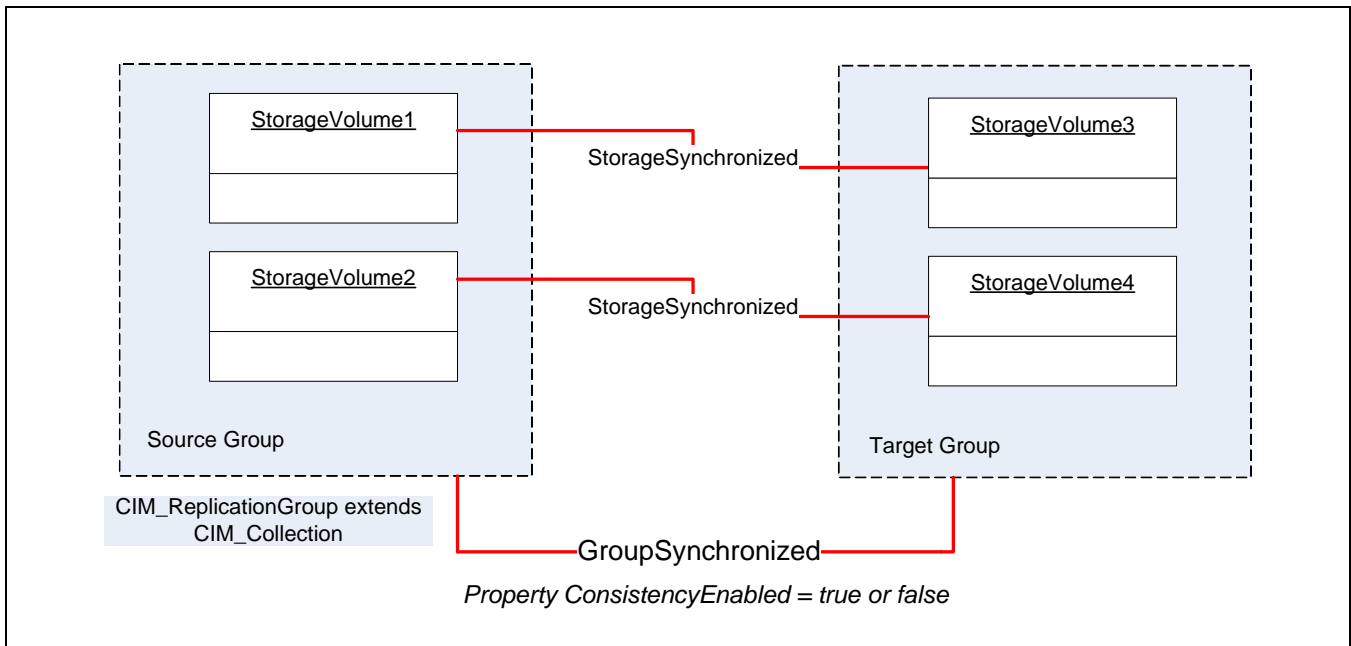 StorageVolume1
StorageVolume3
StorageSynchronized
StorageVolume2
StorageVolume4
StorageSynchronized
Source Group
Target Group
CIM_ReplicationGroup extends
CIM_Collection
GroupSynchronized
Property ConsistencyEnabled = true or false